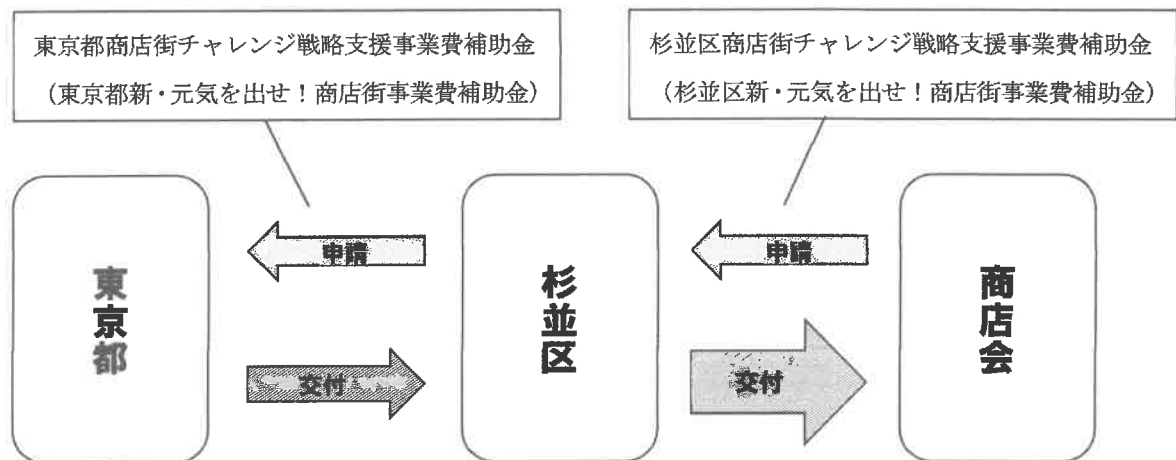 東京都商店街チャレンジ戦略支援事業費補助金
（東京都新・元気を出せ！商店街事業費補助金）
杉並区商店街チャレンジ戦略支援事業費補助金
（杉並区新・元気を出せ！商店街事業費補助金）
東京都
申請
交付
杉並区
申請
交付
商店会